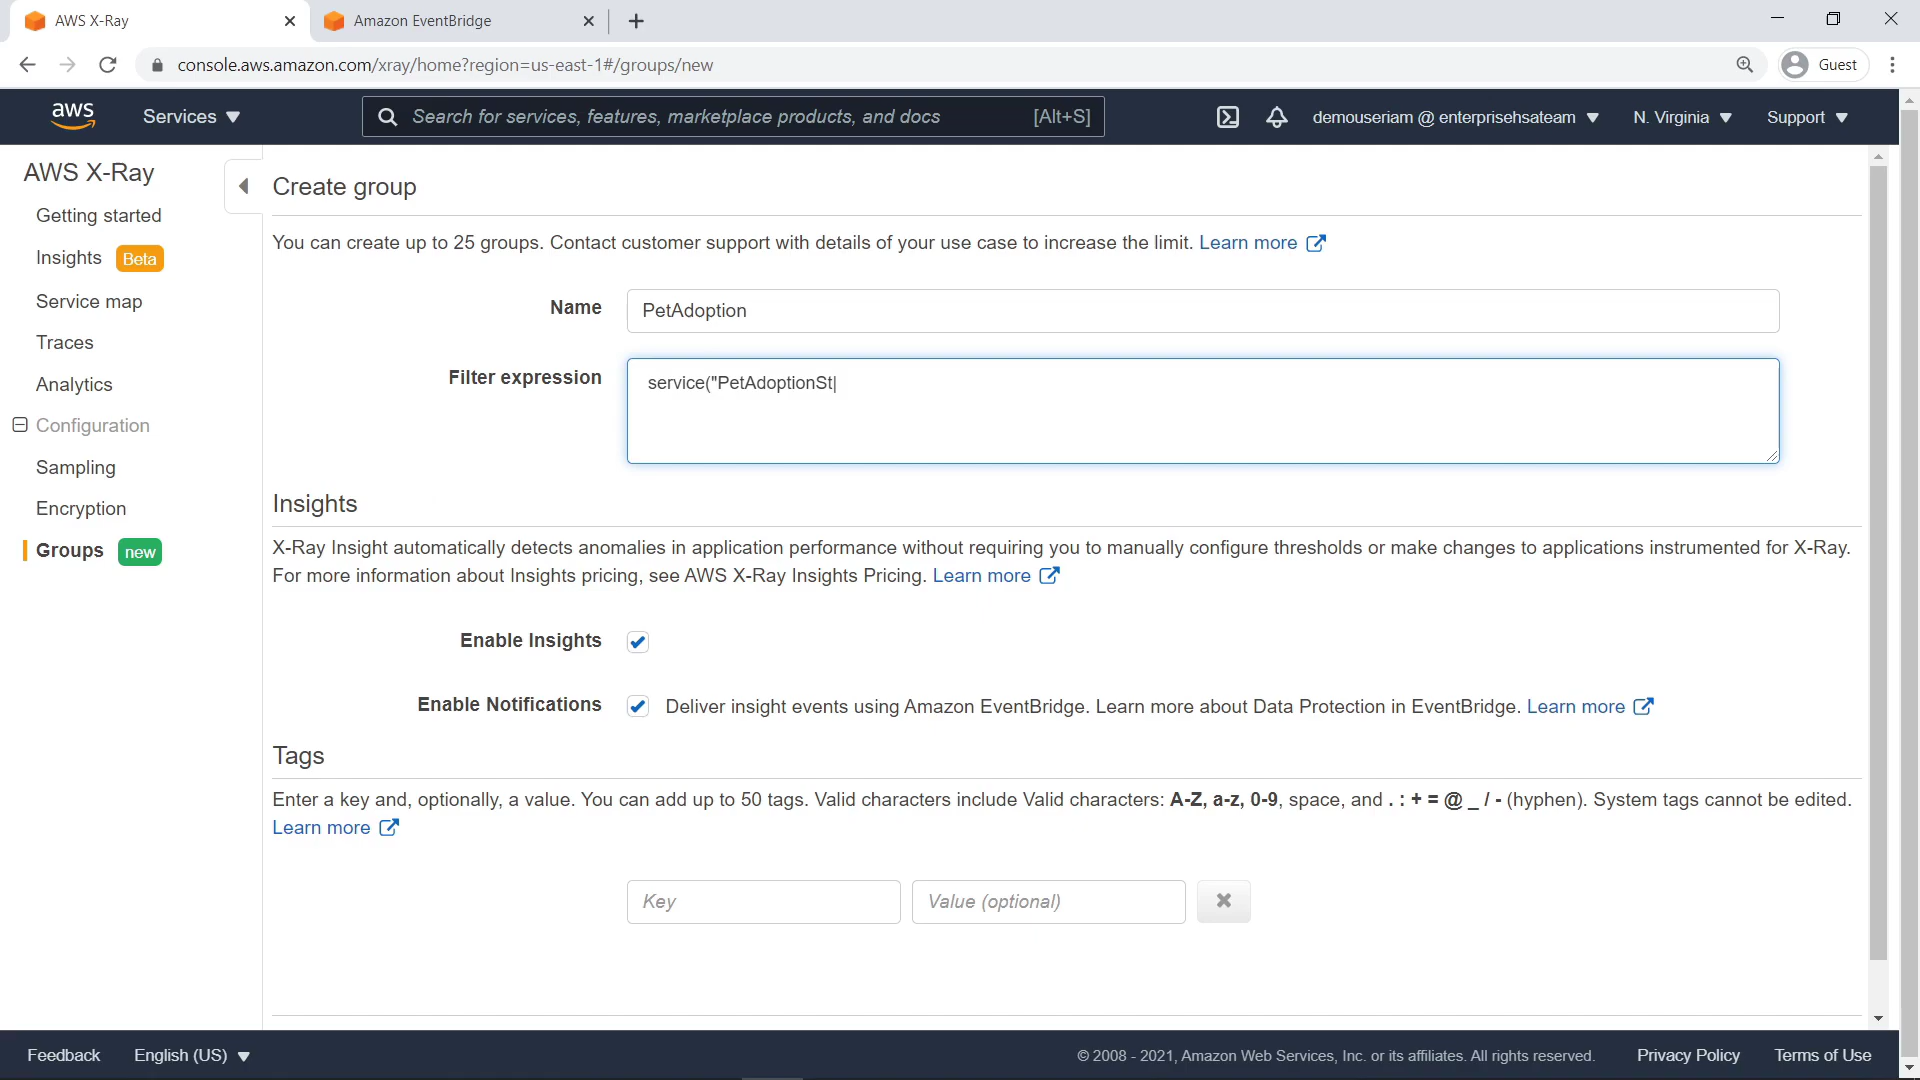 AWS X-Ray
Amazon EventBridge
console.aws.amazon.com/xray/home?region=us-east-1#/groups/new
Guest
aws
Services
Search for services, features, marketplace products, and docs
[Alt+S]
demouseriam @ enterprisehsateam
N. Virginia
Support
AWS X-Ray
Getting started
Insights Beta
Service map
Traces
Analytics
Configuration
Sampling
Encryption
Groups new
Create group
You can create up to 25 groups. Contact customer support with details of your use case to increase the limit. Learn more
Name
PetAdoption
Filter expression
service("PetAdoptionSt
Insights
X-Ray Insight automatically detects anomalies in application performance without requiring you to manually configure thresholds or make changes to applications instrumented for X-Ray.
For more information about Insights pricing, see AWS X-Ray Insights Pricing. Learn more
Enable Insights
Enable Notifications
Deliver insight events using Amazon EventBridge. Learn more about Data Protection in EventBridge. Learn more
Tags
Enter a key and, optionally, a value. You can add up to 50 tags. Valid characters include Valid characters: A-Z, a-z, 0-9, space, and . : + = @ _ / - (hyphen). System tags cannot be edited.
Learn more
Key
Value (optional)
Feedback
English (US)
© 2008 - 2021, Amazon Web Services, Inc. or its affiliates. All rights reserved.
Privacy Policy
Terms of Use